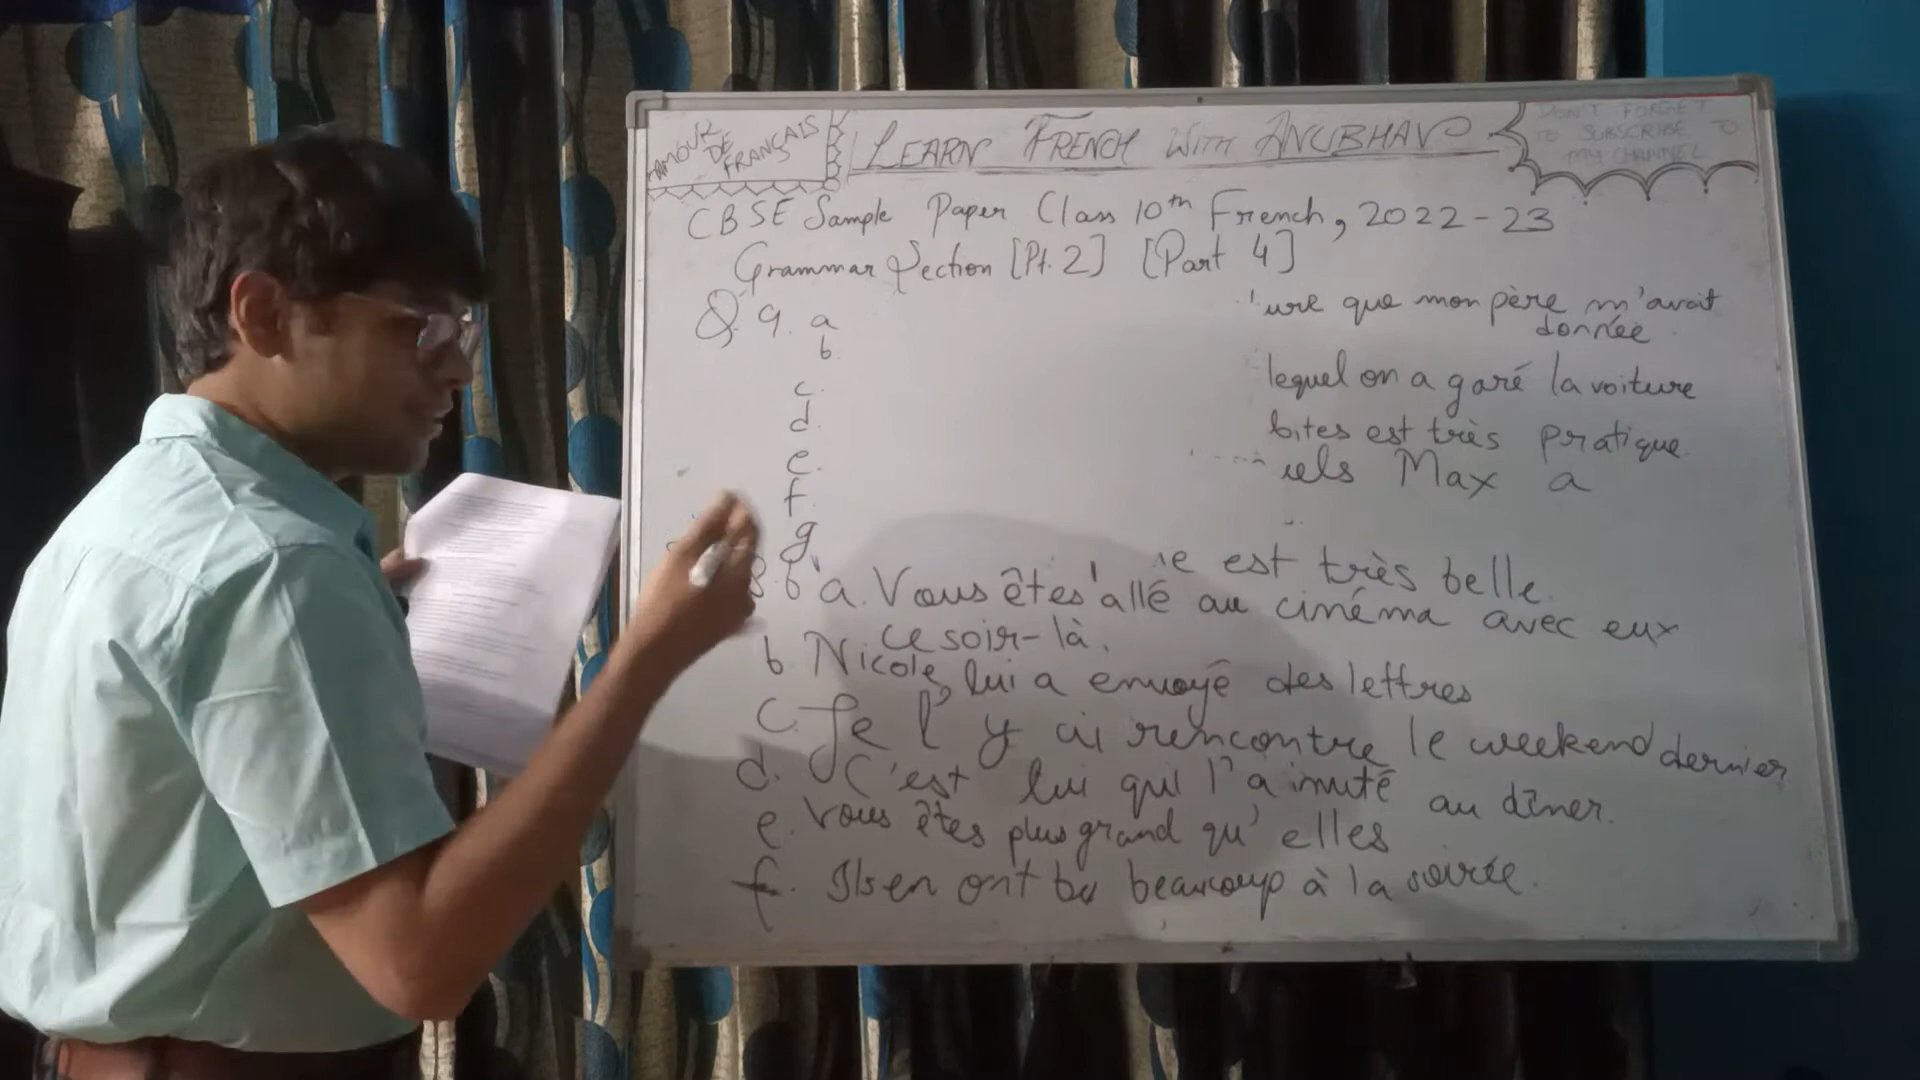 AMOUR DE FRANÇAIS
LEARN FRENCH WITH ANUBHAV
DON'T FORGET TO SUBSCRIBE TO MY CHANNEL
CBSE Sample Paper Class 10th French, 2022-23
Grammar Section [Pt. 2] [Part 4]
Q. 9. a
que mon père m'avait
donnée.
b.
c. lequel on a garé la voiture
d.
est très pratique.
e. Max a
f.
g
est très belle.
a. Vous êtes allé au cinéma avec eux
ce soir-là.
b. Nicole lui a envoyé des lettres
c. Je l'y ai rencontre le weekend dernier
d. C'est lui qui l'a invité au dîner.
e. Vous êtes plus grand qu'elles
f. Ils en ont bu beaucoup à la soirée.